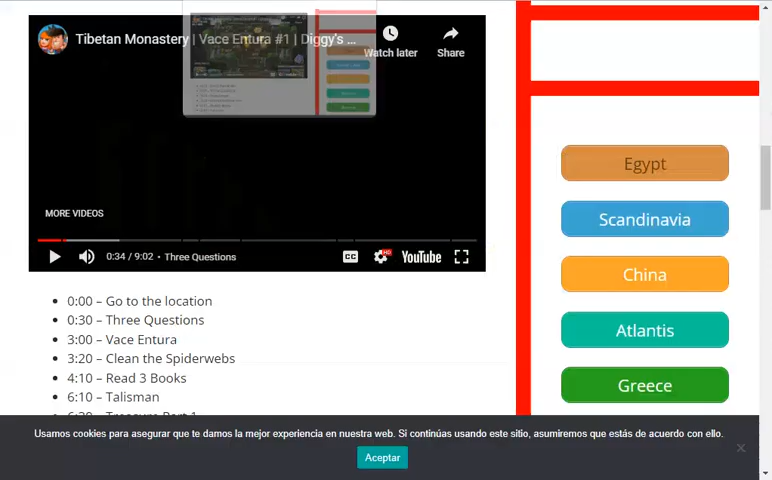 Tibetan Monastery | Vace Entura #1 | Diggy's ...
Watch later
Share
MORE VIDEOS
0:34 / 9:02 • Three Questions
CC
HD
YouTube
• 0:00 – Go to the location
• 0:30 – Three Questions
• 3:00 – Vace Entura
• 3:20 – Clean the Spiderwebs
• 4:10 – Read 3 Books
• 6:10 – Talisman
Egypt
Scandinavia
China
Atlantis
Greece
Usamos cookies para asegurar que te damos la mejor experiencia en nuestra web. Si continúas usando este sitio, asumiremos que estás de acuerdo con ello.
Aceptar